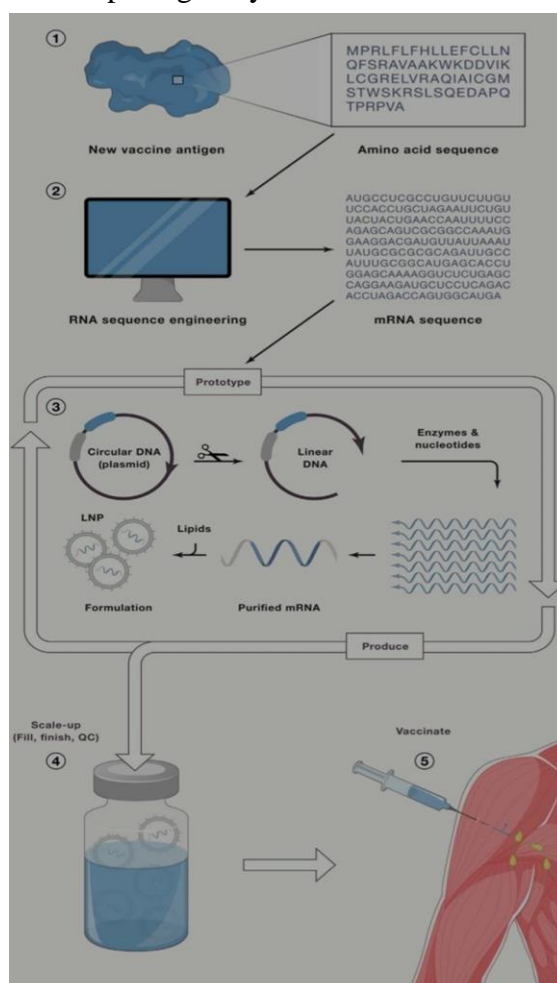 ①
MPRLFLFHLLEFCLLN
QFSRAVAAKWKDDVIK
LCGRELVRAQIAICGM
STWSKRSLSQEDAPQ
TPRPVA
New vaccine antigen
Amino acid sequence
②
AUGCCUCGCCUGUUCUUGU
UCCACCUGCUAGAAUUCUGU
UUACUACUGAACCAAUUUUCC
AGAGCAGUCGCGGCCAAAUG
GAAGGACGAUGUUAUUAAAU
UAUGCGCGCGCAGAUUGCC
AUUUGCGGCAUGAGCACCU
GGAGCAAAAGGUCUCUGAGC
CAGGAAGAUGCUCCUCAGAC
ACCUAGACCAGUGGCAUGA
RNA sequence engineering
mRNA sequence
Prototype
③
Circular DNA
(plasmid)
Linear
DNA
Enzymes &
nucleotides
LNP
Lipids
Formulation
Purified mRNA
Produce
Scale-up
(Fill, finish, QC)
④
Vaccinate
⑤